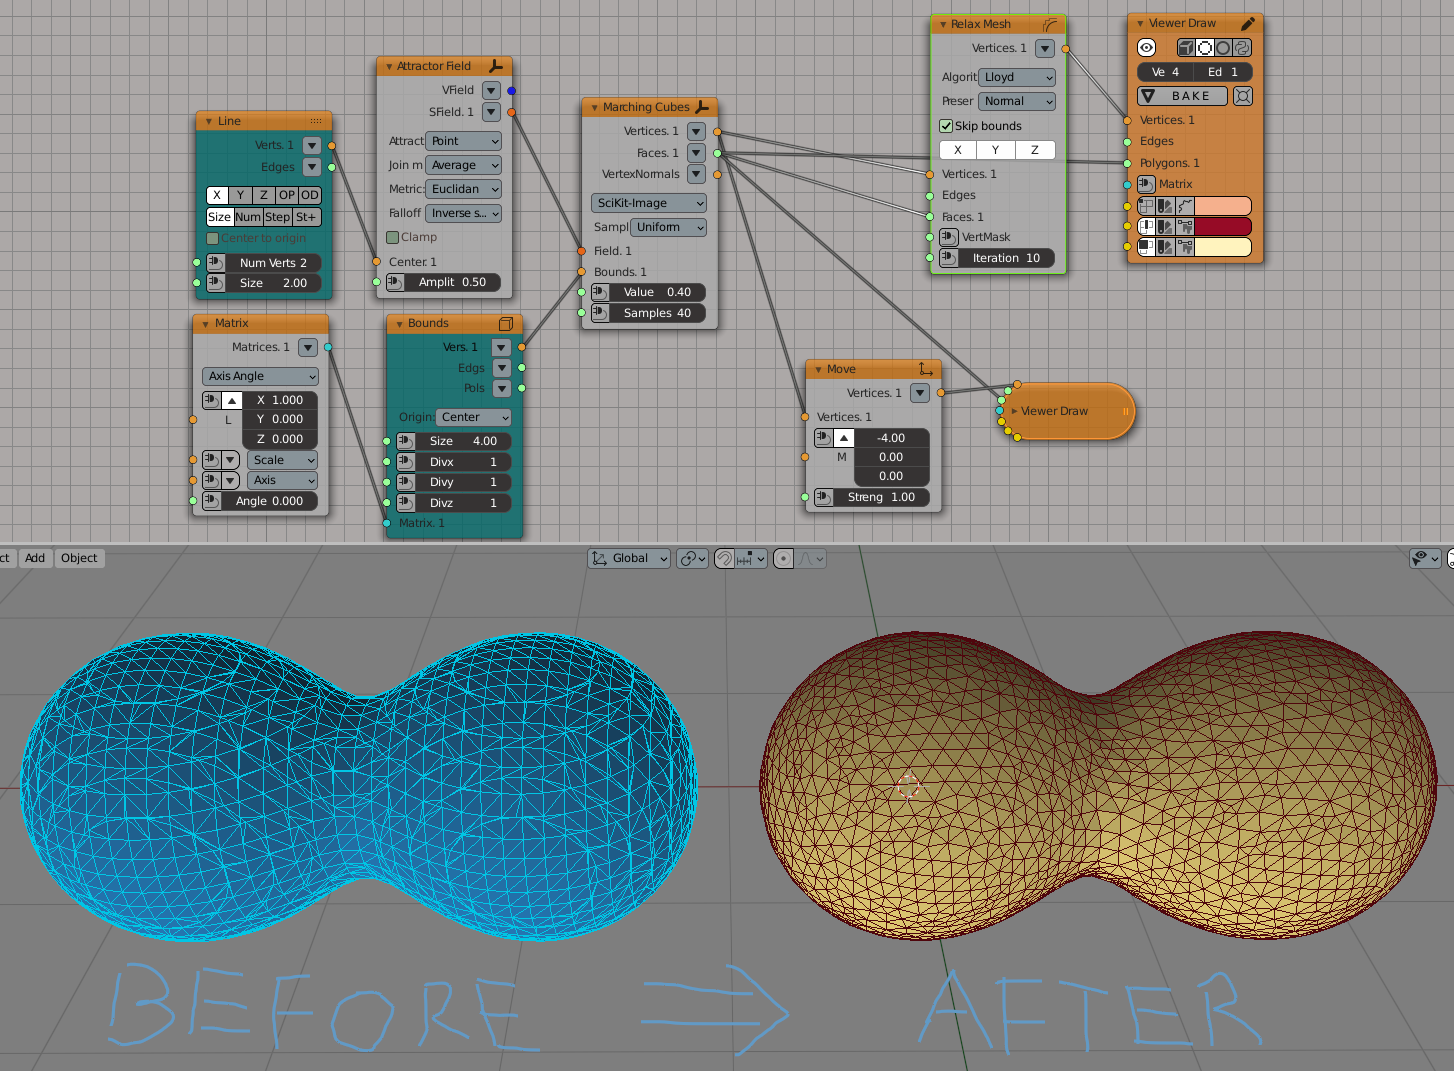 Line
Verts. 1
Edges
X Y Z OP OD
Size Num Step St+
Center to origin
Num Verts 2
Size 2.00
Attractor Field
VField
SField. 1
Attract Point
Join m Average
Metric: Euclidan
Falloff Inverse s...
Clamp
Center. 1
Amplit 0.50
Marching Cubes
Vertices. 1
Faces. 1
VertexNormals
SciKit-Image
Sampl Uniform
Field. 1
Bounds. 1
Value 0.40
Samples 40
Relax Mesh
Vertices. 1
Algorit Lloyd
Preser Normal
Skip bounds
X Y Z
Vertices. 1
Edges
Faces. 1
VertMask
Iteration 10
Viewer Draw
Ve 4 Ed 1
BAKE
Vertices. 1
Edges
Polygons. 1
Matrix
Matrix
Matrices. 1
Axis Angle
X 1.000
L Y 0.000
Z 0.000
Scale
Axis
Angle 0.000
Bounds
Vers. 1
Edgs
Pols
Origin: Center
Size 4.00
Divx 1
Divy 1
Divz 1
Matrix. 1
Move
Vertices. 1
Vertices. 1
-4.00
M 0.00
0.00
Streng 1.00
Viewer Draw
ct Add Object
Global
BEFORE AFTER